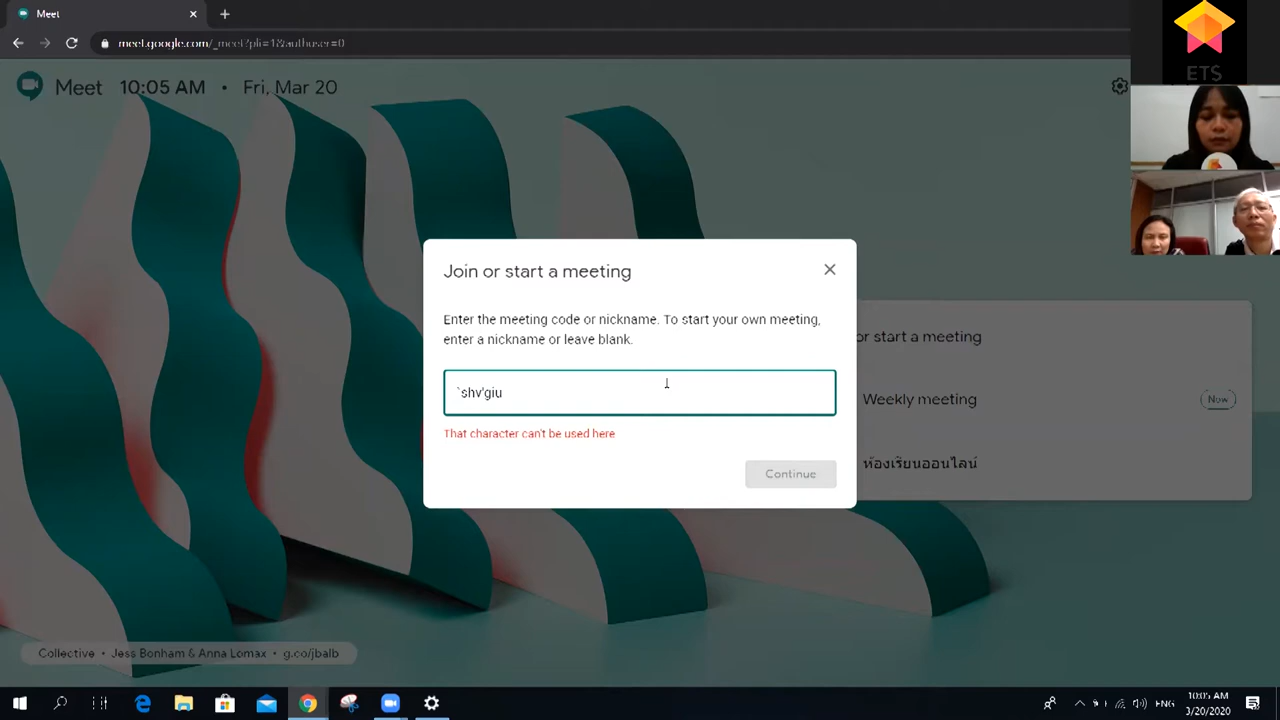 Meet
meet.google.com/_meet?pli=1&authuser=0
ETS
Meet 10:05 AM • Fri, Mar 20
Join or start a meeting
Enter the meeting code or nickname. To start your own meeting,
enter a nickname or leave blank.
`shv'giu
That character can't be used here
Continue
or start a meeting
Weekly meeting
Now
ห้องเรียนออนไลน์
Collective • Jess Bonham & Anna Lomax • g.co/jbalb
ENG
10:05 AM
3/20/2020